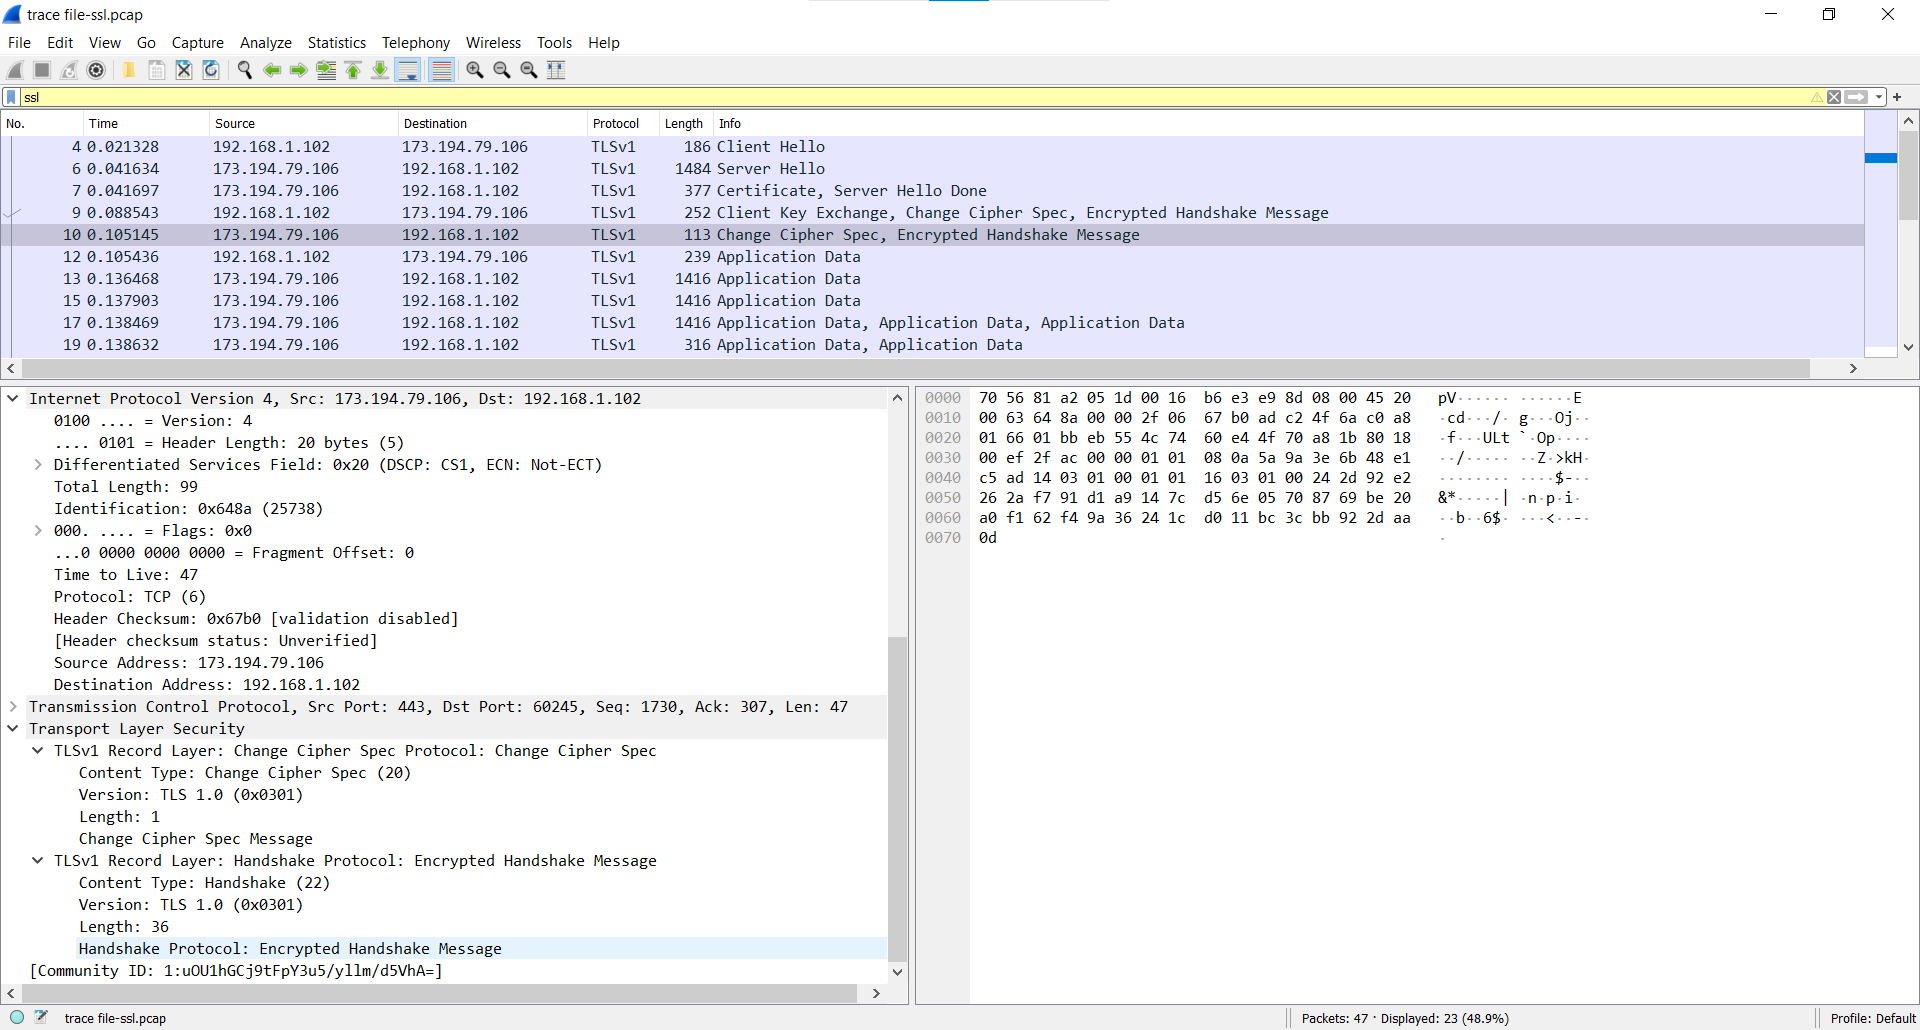 trace file-ssl.pcap
File Edit View Go Capture Analyze Statistics Telephony Wireless Tools Help
ssl
No. Time Source Destination Protocol Length Info
4 0.021328 192.168.1.102 173.194.79.106 TLSv1 186 Client Hello
6 0.041634 173.194.79.106 192.168.1.102 TLSv1 1484 Server Hello
7 0.041697 173.194.79.106 192.168.1.102 TLSv1 377 Certificate, Server Hello Done
9 0.088543 192.168.1.102 173.194.79.106 TLSv1 252 Client Key Exchange, Change Cipher Spec, Encrypted Handshake Message
10 0.105145 173.194.79.106 192.168.1.102 TLSv1 113 Change Cipher Spec, Encrypted Handshake Message
12 0.105436 192.168.1.102 173.194.79.106 TLSv1 239 Application Data
13 0.136468 173.194.79.106 192.168.1.102 TLSv1 1416 Application Data
15 0.137903 173.194.79.106 192.168.1.102 TLSv1 1416 Application Data
17 0.138469 173.194.79.106 192.168.1.102 TLSv1 1416 Application Data, Application Data, Application Data
19 0.138632 173.194.79.106 192.168.1.102 TLSv1 316 Application Data, Application Data
Internet Protocol Version 4, Src: 173.194.79.106, Dst: 192.168.1.102
0100 .... = Version: 4
.... 0101 = Header Length: 20 bytes (5)
Differentiated Services Field: 0x20 (DSCP: CS1, ECN: Not-ECT)
Total Length: 99
Identification: 0x648a (25738)
000. .... = Flags: 0x0
...0 0000 0000 0000 = Fragment Offset: 0
Time to Live: 47
Protocol: TCP (6)
Header Checksum: 0x67b0 [validation disabled]
[Header checksum status: Unverified]
Source Address: 173.194.79.106
Destination Address: 192.168.1.102
Transmission Control Protocol, Src Port: 443, Dst Port: 60245, Seq: 1730, Ack: 307, Len: 47
Transport Layer Security
TLSv1 Record Layer: Change Cipher Spec Protocol: Change Cipher Spec
Content Type: Change Cipher Spec (20)
Version: TLS 1.0 (0x0301)
Length: 1
Change Cipher Spec Message
TLSv1 Record Layer: Handshake Protocol: Encrypted Handshake Message
Content Type: Handshake (22)
Version: TLS 1.0 (0x0301)
Length: 36
Handshake Protocol: Encrypted Handshake Message
[Community ID: 1:uOU1hGCj9tFpY3u5/yllm/d5VhA=]
0000 70 56 81 a2 05 1d 00 16 b6 e3 e9 8d 08 00 45 20 pV······ ······E
0010 00 63 64 8a 00 00 2f 06 67 b0 ad c2 4f 6a c0 a8 ·cd···/· g···Oj··
0020 01 66 01 bb eb 55 4c 74 60 e4 4f 70 a8 1b 80 18 ·f···ULt `·Op····
0030 00 ef 2f ac 00 00 01 01 08 0a 5a 9a 3e 6b 48 e1 ··/····· ··Z·>kH·
0040 c5 ad 14 03 01 00 01 01 16 03 01 00 24 2d 92 e2 ········ ····$-··
0050 26 2a f7 91 d1 a9 14 7c d5 6e 05 70 87 69 be 20 &*·····| ·n·p·i·
0060 a0 f1 62 f4 9a 36 24 1c d0 11 bc 3c bb 92 2d aa ··b··6$· ···<··-·
0070 0d ·
trace file-ssl.pcap
Packets: 47 · Displayed: 23 (48.9%)
Profile: Default